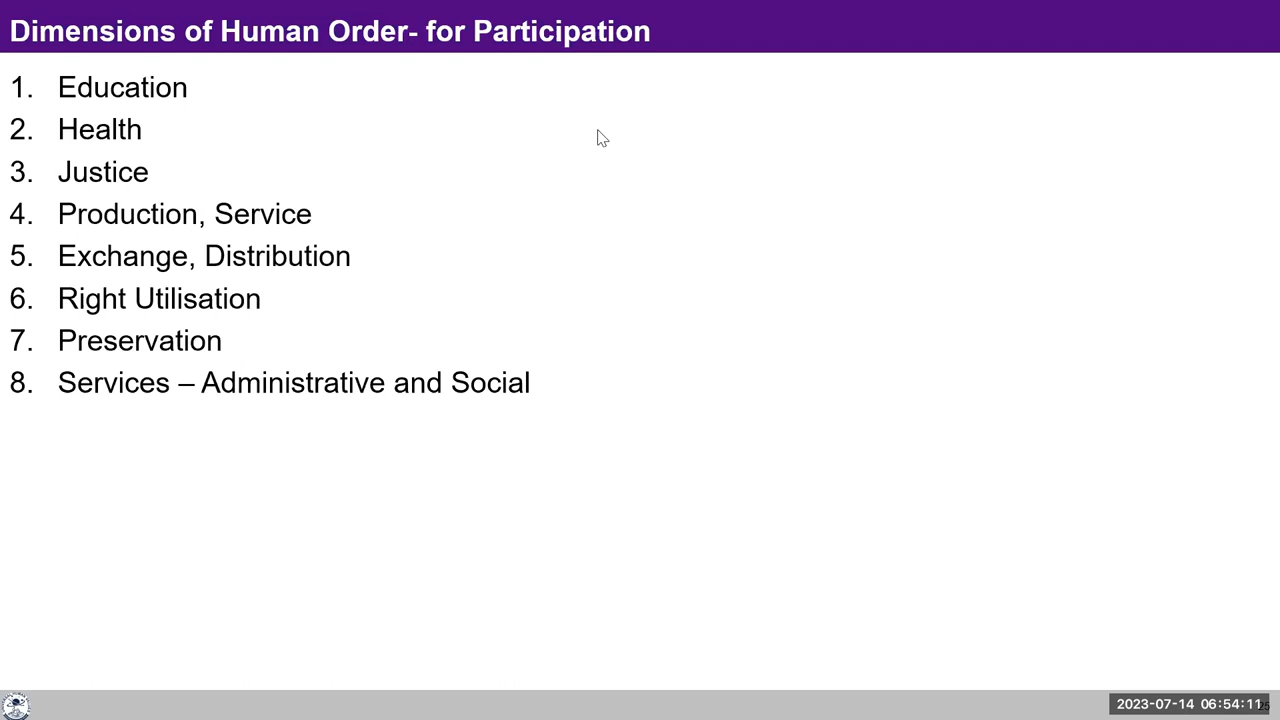 Dimensions of Human Order- for Participation
1. Education
2. Health
3. Justice
4. Production, Service
5. Exchange, Distribution
6. Right Utilisation
7. Preservation
8. Services – Administrative and Social
2023-07-14 06:54:11